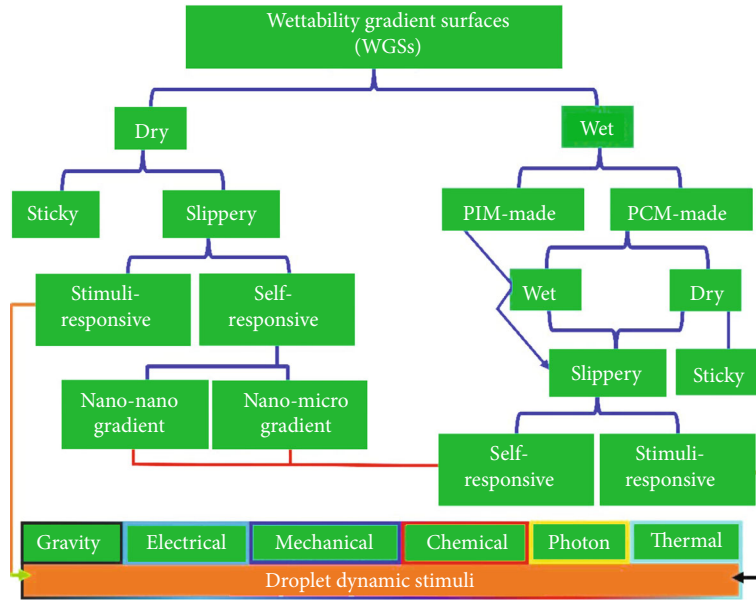 Wettability gradient surfaces
(WGSs)
Dry
Wet
Sticky
Slippery
PIM-made
PCM-made
Stimuli-
responsive
Self-
responsive
Wet
Dry
Slippery
Sticky
Nano-nano
gradient
Nano-micro
gradient
Self-
responsive
Stimuli-
responsive
Gravity
Electrical
Mechanical
Chemical
Photon
Thermal
Droplet dynamic stimuli